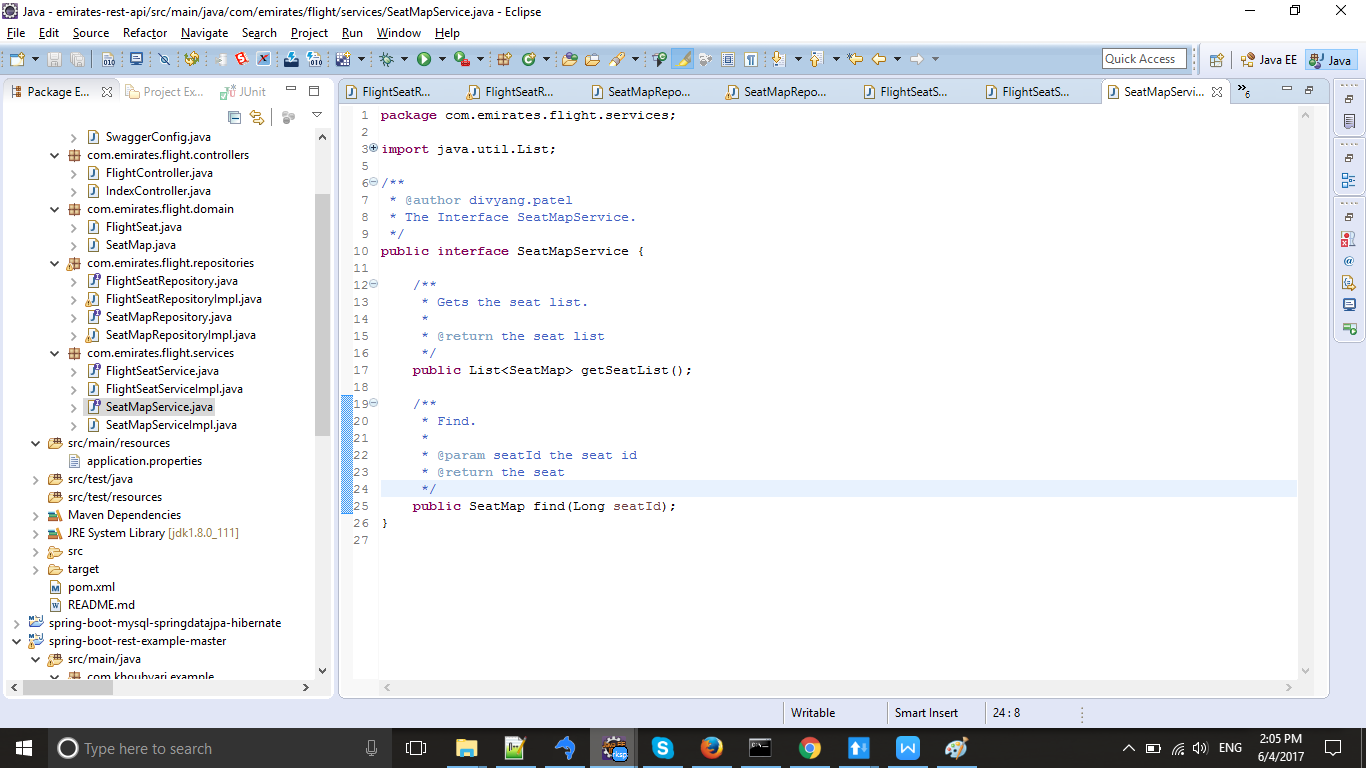 Java - emirates-rest-api/src/main/java/com/emirates/flight/services/SeatMapService.java - Eclipse
File Edit Source Refactor Navigate Search Project Run Window Help
Quick Access
Java EE
Java
Package E...
Project Ex...
JUnit
FlightSeatR...
FlightSeatR...
SeatMapRepo...
SeatMapRepo...
FlightSeatS...
FlightSeatS...
SeatMapServi...
»6
SwaggerConfig.java
com.emirates.flight.controllers
FlightController.java
IndexController.java
com.emirates.flight.domain
FlightSeat.java
SeatMap.java
com.emirates.flight.repositories
FlightSeatRepository.java
FlightSeatRepositoryImpl.java
SeatMapRepository.java
SeatMapRepositoryImpl.java
com.emirates.flight.services
FlightSeatService.java
FlightSeatServiceImpl.java
SeatMapService.java
SeatMapServiceImpl.java
src/main/resources
application.properties
src/test/java
src/test/resources
Maven Dependencies
JRE System Library [jdk1.8.0_111]
src
target
pom.xml
README.md
spring-boot-mysql-springdatajpa-hibernate
spring-boot-rest-example-master
src/main/java
com.khoubyari.example
1 package com.emirates.flight.services;
2
3 import java.util.List;
5
6 /**
7 * @author divyang.patel
8 * The Interface SeatMapService.
9 */
10 public interface SeatMapService {
11
12 /**
13 * Gets the seat list.
14 *
15 * @return the seat list
16 */
17 public List<SeatMap> getSeatList();
18
19 /**
20 * Find.
21 *
22 * @param seatId the seat id
23 * @return the seat
24 */
25 public SeatMap find(Long seatId);
26 }
27
Writable
Smart Insert
24 : 8
Type here to search
ENG
2:05 PM
6/4/2017